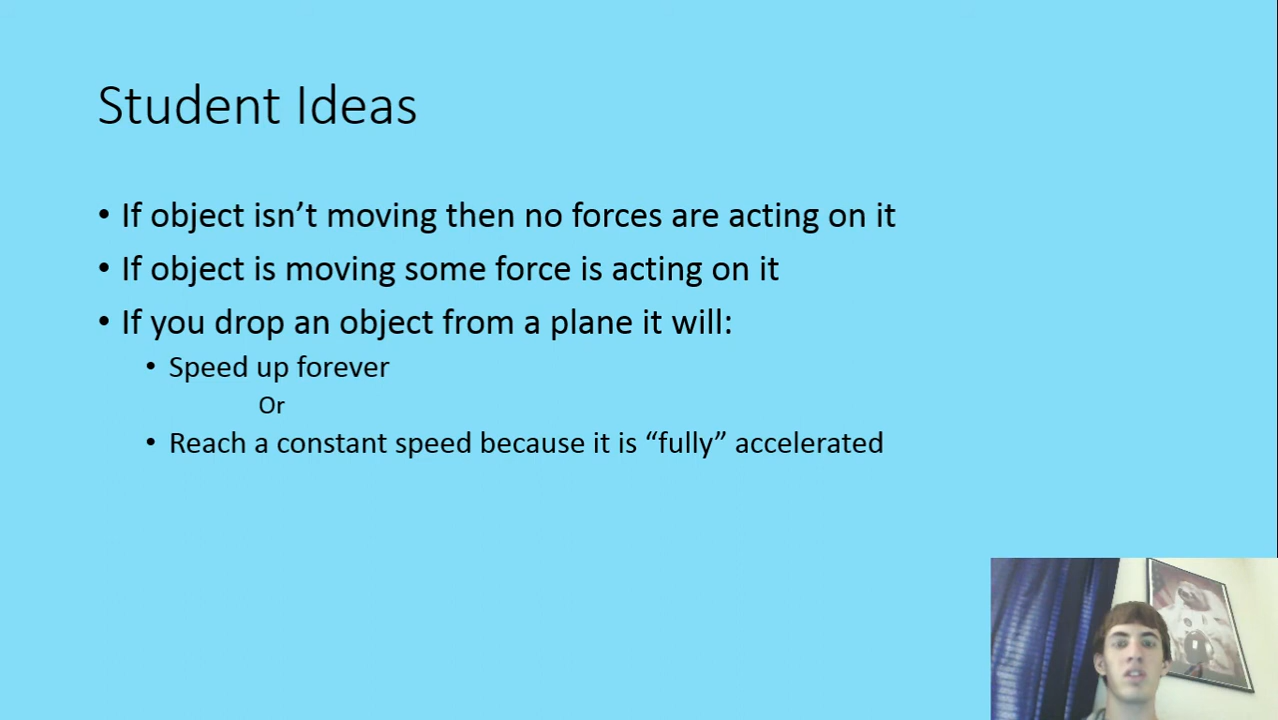 Student Ideas
• If object isn’t moving then no forces are acting on it
• If object is moving some force is acting on it
• If you drop an object from a plane it will:
• Speed up forever
Or
• Reach a constant speed because it is “fully” accelerated